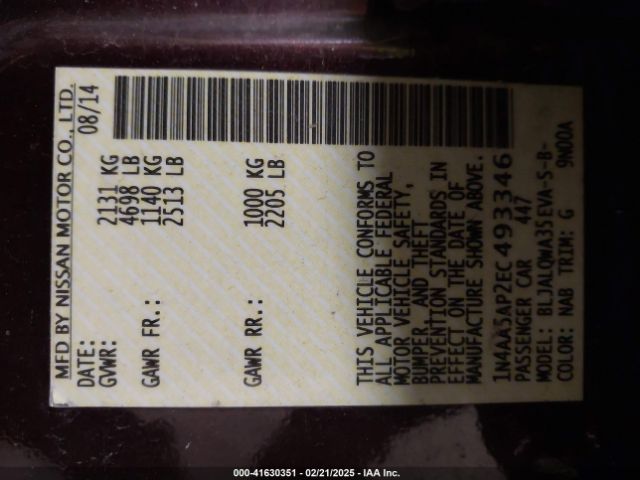 MFD BY NISSAN MOTOR CO., LTD.
DATE: 08/14
GVWR: 2131 KG
4698 LB
GAWR FR.: 1140 KG
2513 LB
GAWR RR.: 1000 KG
2205 LB
THIS VEHICLE CONFORMS TO
ALL APPLICABLE FEDERAL
MOTOR VEHICLE SAFETY,
BUMPER AND THEFT
PREVENTION STANDARDS IN
EFFECT ON THE DATE OF
MANUFACTURE SHOWN ABOVE.
1N4AA5AP2EC493346
PASSENGER CAR 447
MODEL: BLJALQWA35EVA-S-B-
COLOR: NAB TRIM: G 9N00A
000-41630351 - 02/21/2025 - IAA Inc.